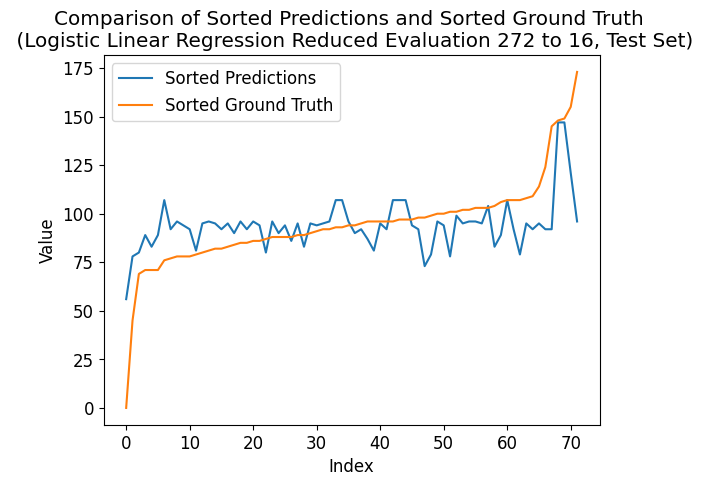 Comparison of Sorted Predictions and Sorted Ground Truth
(Logistic Linear Regression Reduced Evaluation 272 to 16, Test Set)
Sorted Predictions
Sorted Ground Truth
Value
175
150
125
100
75
50
25
0
0 10 20 30 40 50 60 70
Index